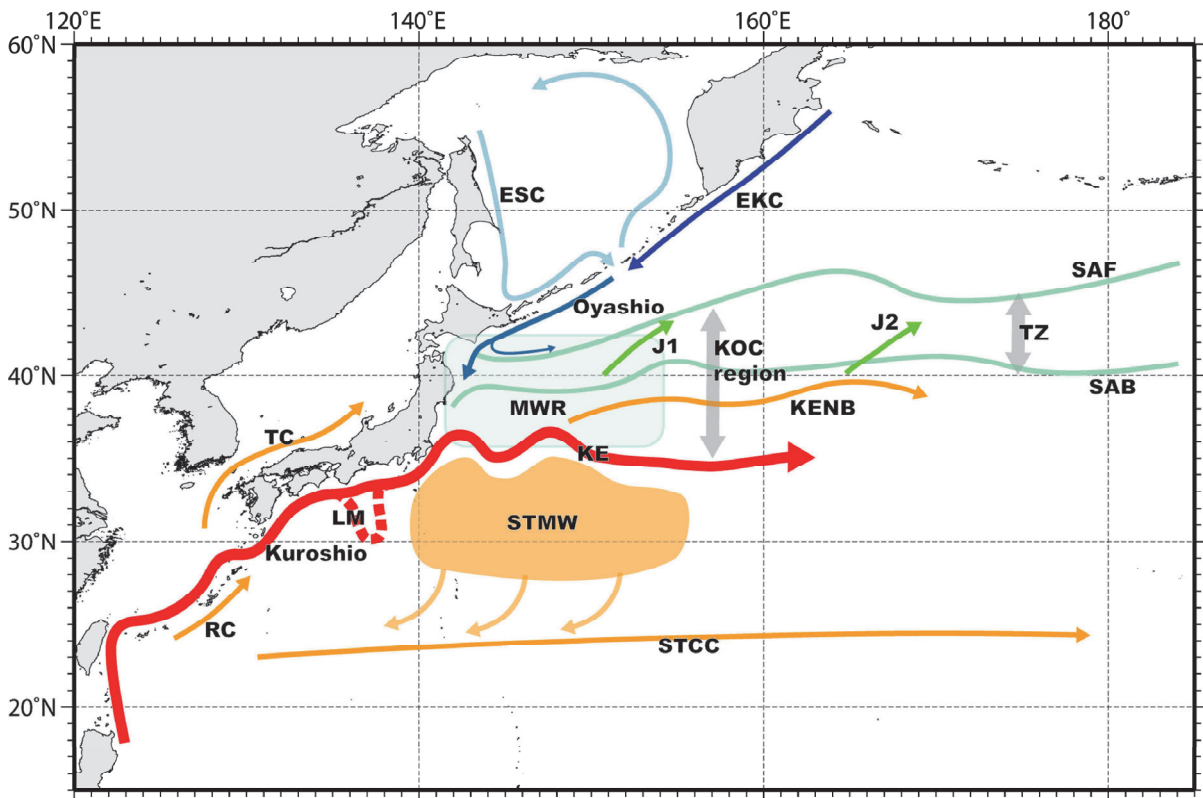 120˚E
140˚E
160˚E
180˚
60˚N
50˚N
40˚N
30˚N
20˚N
ESC
EKC
SAF
Oyashio
J1
KOC
region
J2
TZ
SAB
MWR
KENB
TC
KE
LM
STMW
Kuroshio
RC
STCC